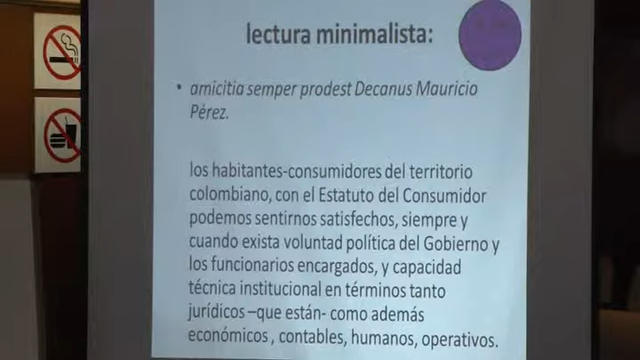 lectura minimalista:
• amicitia semper prodest Decanus Mauricio
Pérez.
los habitantes-consumidores del territorio
colombiano, con el Estatuto del Consumidor
podemos sentirnos satisfechos, siempre y
cuando exista voluntad política del Gobierno y
los funcionarios encargados, y capacidad
técnica institucional en términos tanto
jurídicos –que están- como además
económicos , contables, humanos, operativos.